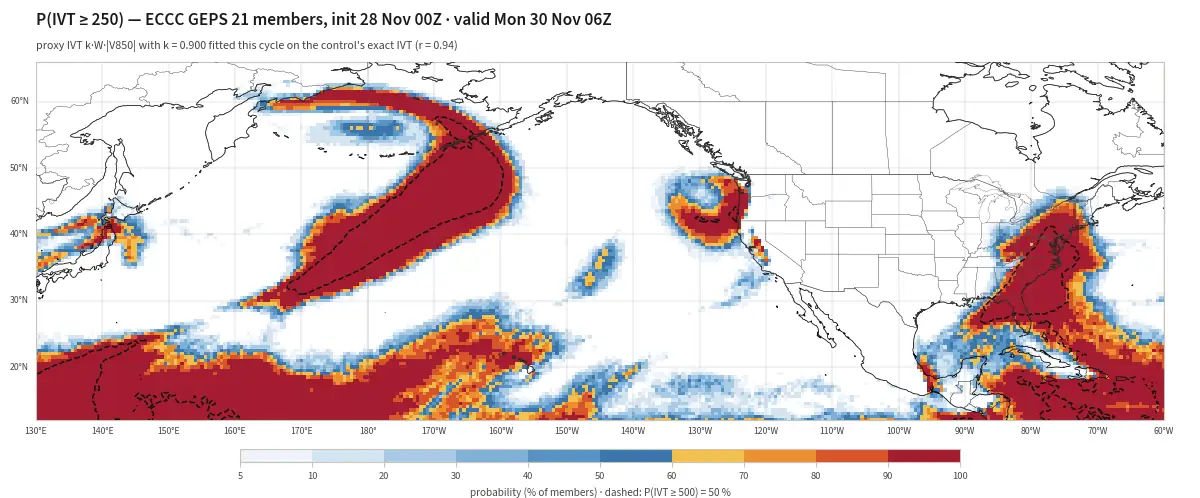 P(IVT ≥ 250) — ECCC GEPS 21 members, init 28 Nov 00Z · valid Mon 30 Nov 06Z
proxy IVT k·W·|V850| with k = 0.900 fitted this cycle on the control's exact IVT (r = 0.94)
60°N
50°N
40°N
30°N
20°N
130°E 140°E 150°E 160°E 170°E 180° 170°W 160°W 150°W 140°W 130°W 120°W 110°W 100°W 90°W 80°W 70°W 60°W
5 10 20 30 40 50 60 70 80 90 100
probability (% of members) · dashed: P(IVT ≥ 500) = 50 %